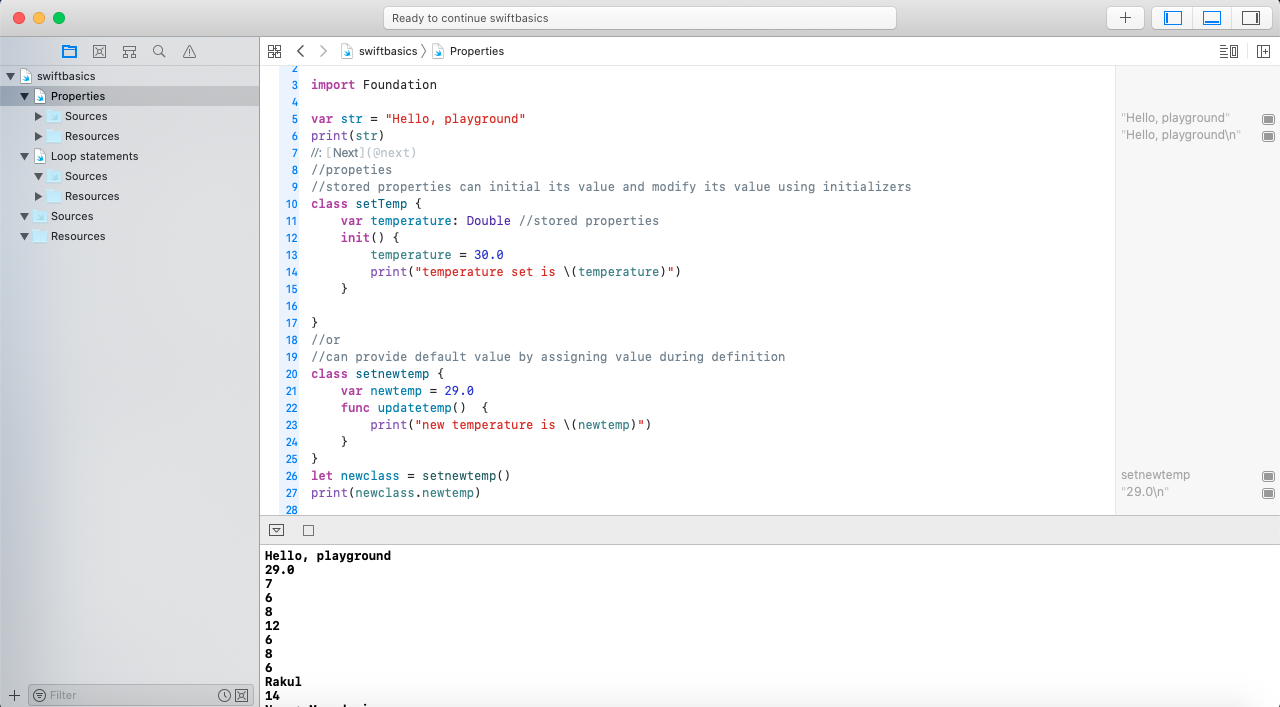 Ready to continue swiftbasics
swiftbasics
Properties
Sources
Resources
Loop statements
Sources
Resources
Sources
Resources
Filter
swiftbasics 〉 Properties
2
3 import Foundation
4
5 var str = "Hello, playground"
6 print(str)
7 //: [Next](@next)
8 //propeties
9 //stored properties can initial its value and modify its value using initializers
10 class setTemp {
11 var temperature: Double //stored properties
12 init() {
13 temperature = 30.0
14 print("temperature set is \(temperature)")
15 }
16
17 }
18 //or
19 //can provide default value by assigning value during definition
20 class setnewtemp {
21 var newtemp = 29.0
22 func updatetemp()  {
23 print("new temperature is \(newtemp)")
24 }
25 }
26 let newclass = setnewtemp()
27 print(newclass.newtemp)
28
"Hello, playground"
"Hello, playground\n"
setnewtemp
"29.0\n"
Hello, playground
29.0
7
6
8
12
6
8
6
Rakul
14